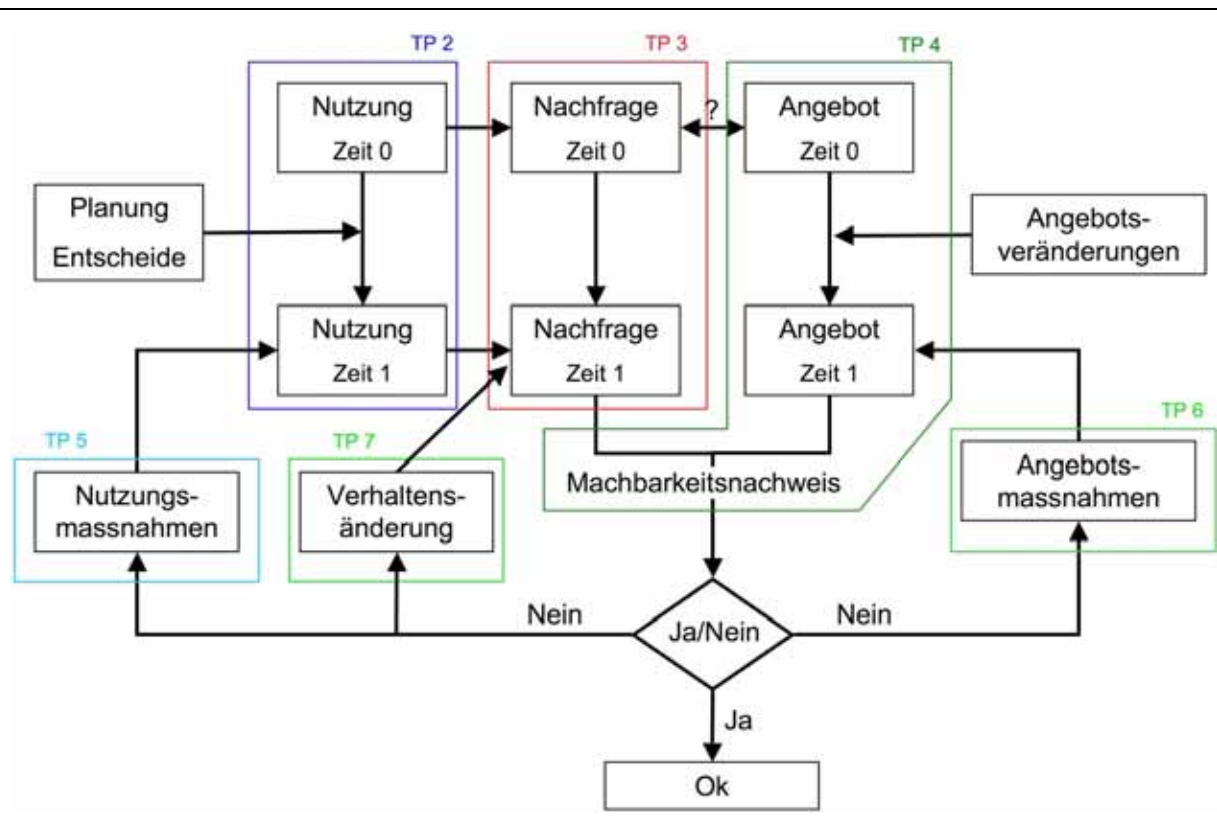 TP 2
TP 3
TP 4
Nutzung
Zeit 0
Nachfrage
Zeit 0
?
Angebot
Zeit 0
Planung
Entscheide
Angebots-
veränderungen
Nutzung
Zeit 1
Nachfrage
Zeit 1
Angebot
Zeit 1
TP 5
TP 7
TP 6
Nutzungs-
massnahmen
Verhaltens-
änderung
Machbarkeitsnachweis
Angebots-
massnahmen
Nein
Ja/Nein
Nein
Ja
Ok